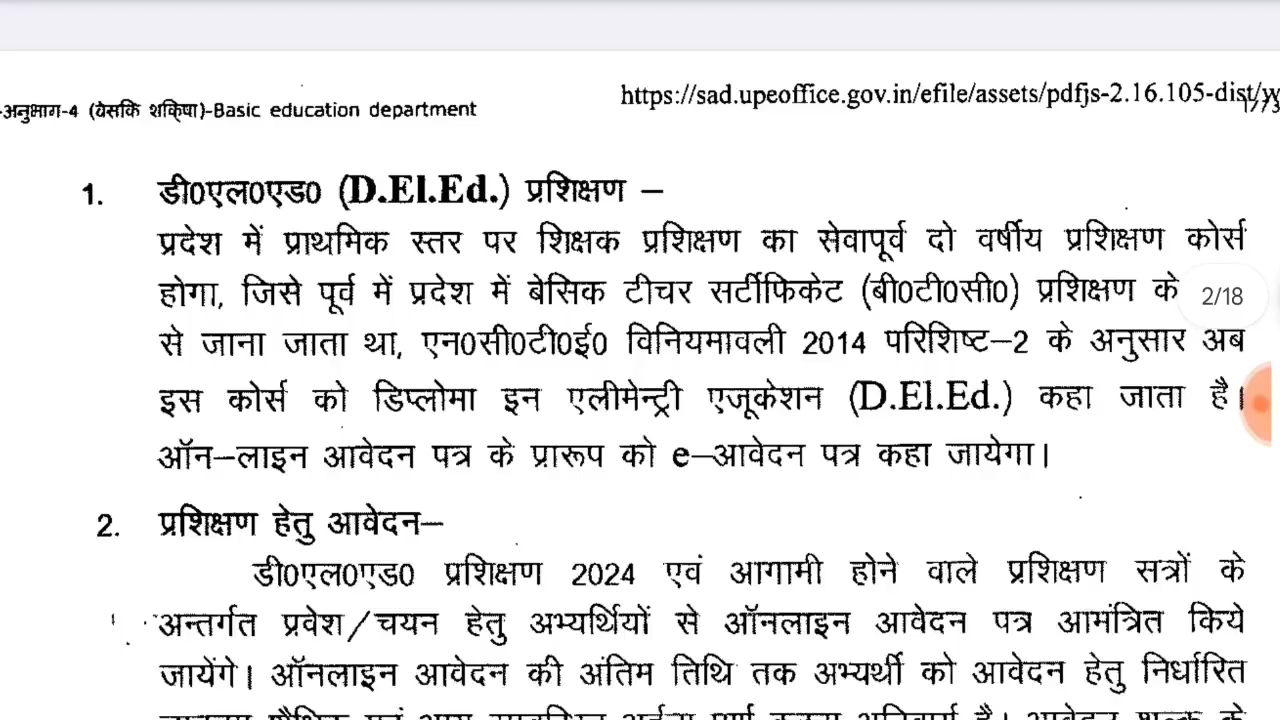 -अनुभाग-4 (वेसकि शक्िषा)-Basic education department
https://sad.upeoffice.gov.in/efile/assets/pdfjs-2.16.105-dist/w
1. डी0एल0एड0 (D.El.Ed.) प्रशिक्षण –
प्रदेश में प्राथमिक स्तर पर शिक्षक प्रशिक्षण का सेवापूर्व दो वर्षीय प्रशिक्षण कोर्स
होगा, जिसे पूर्व में प्रदेश में बेसिक टीचर सर्टीफिकेट (बी0टी0सी0) प्रशिक्षण के
2/18
से जाना जाता था, एन0सी0टी0ई0 विनियमावली 2014 परिशिष्ट–2 के अनुसार अब
इस कोर्स को डिप्लोमा इन एलीमेन्ट्री एजूकेशन (D.El.Ed.) कहा जाता है।
ऑन–लाइन आवेदन पत्र के प्रारूप को e–आवेदन पत्र कहा जायेगा।
2. प्रशिक्षण हेतु आवेदन–
डी0एल0एड0 प्रशिक्षण 2024 एवं आगामी होने वाले प्रशिक्षण सत्रों के
अन्तर्गत प्रवेश/चयन हेतु अभ्यर्थियों से ऑनलाइन आवेदन पत्र आमंत्रित किये
जायेंगे। ऑनलाइन आवेदन की अंतिम तिथि तक अभ्यर्थी को आवेदन हेतु निर्धारित